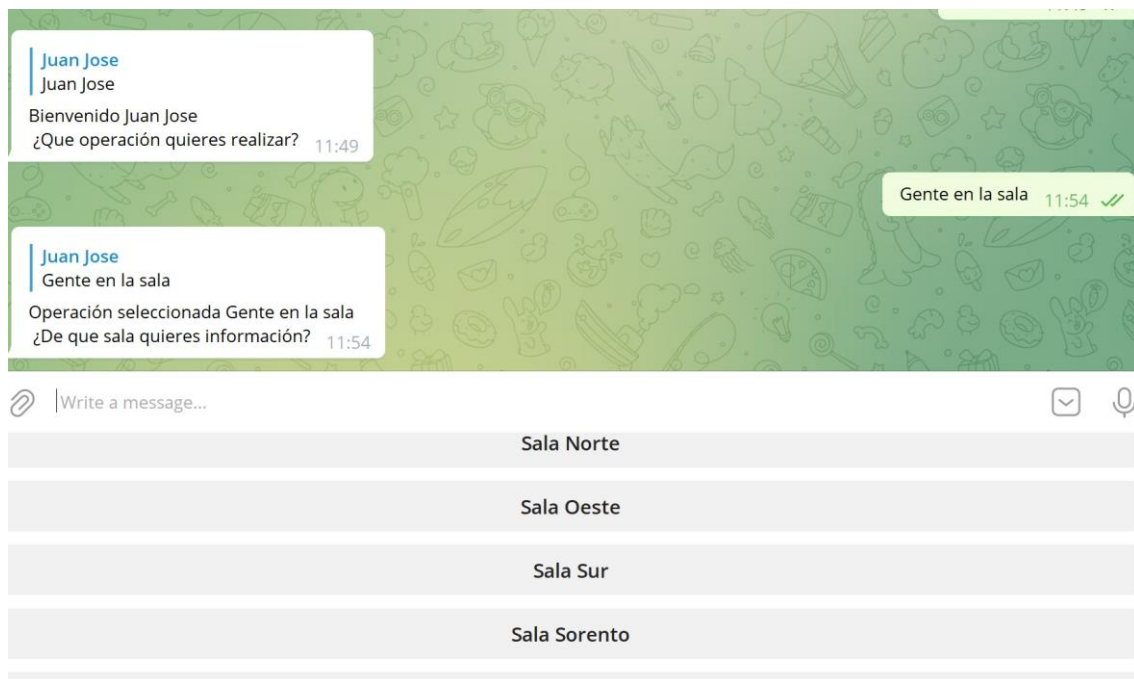 Juan Jose
Juan Jose
Bienvenido Juan Jose
¿Que operación quieres realizar? 11:49
Gente en la sala 11:54
Juan Jose
Gente en la sala
Operación seleccionada Gente en la sala
¿De que sala quieres información? 11:54
Write a message...
Sala Norte
Sala Oeste
Sala Sur
Sala Sorento